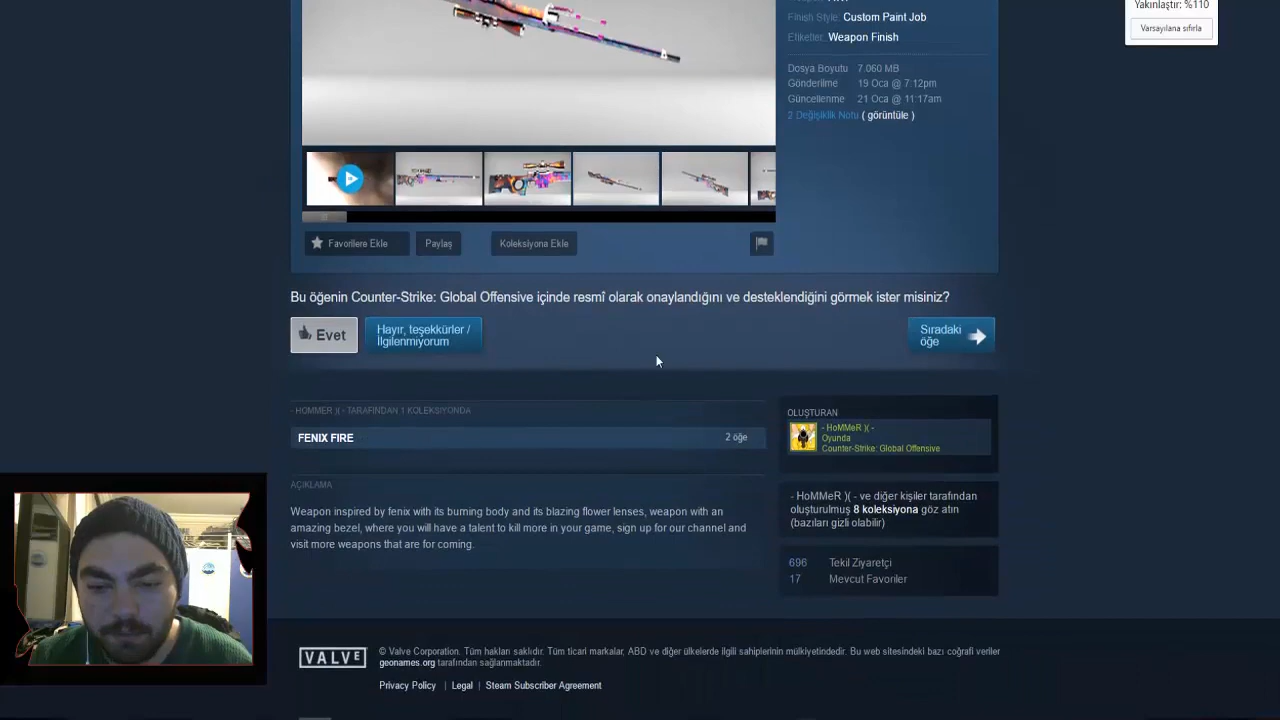 Yakınlaştır: %110
Varsayılana sıfırla
Finish Style: Custom Paint Job
Etiketler: Weapon Finish
Dosya Boyutu 7.060 MB
Gönderilme 19 Oca @ 7:12pm
Güncellenme 21 Oca @ 11:17am
2 Değişiklik Notu ( görüntüle )
Favorilere Ekle
Paylaş
Koleksiyona Ekle
Bu öğenin Counter-Strike: Global Offensive içinde resmî olarak onaylandığını ve desteklendiğini görmek ister misiniz?
Evet
Hayır, teşekkürler /
İlgilenmiyorum
Sıradaki
öğe
- HOMMER )( - TARAFINDAN 1 KOLEKSIYONDA
FENIX FIRE
2 öğe
AÇIKLAMA
Weapon inspired by fenix with its burning body and its blazing flower lenses, weapon with an
amazing bezel, where you will have a talent to kill more in your game, sign up for our channel and
visit more weapons that are for coming.
OLUŞTURAN
- HoMMeR )( -
Oyunda
Counter-Strike: Global Offensive
- HoMMeR )( - ve diğer kişiler tarafından
oluşturulmuş 8 koleksiyona göz atın
(bazıları gizli olabilir)
696 Tekil Ziyaretçi
17 Mevcut Favoriler
VALVE
© Valve Corporation. Tüm hakları saklıdır. Tüm ticari markalar, ABD ve diğer ülkelerde ilgili sahiplerinin mülkiyetindedir. Bu web sitesindeki bazı coğrafi veriler
geonames.org tarafından sağlanmaktadır.
Privacy Policy | Legal | Steam Subscriber Agreement